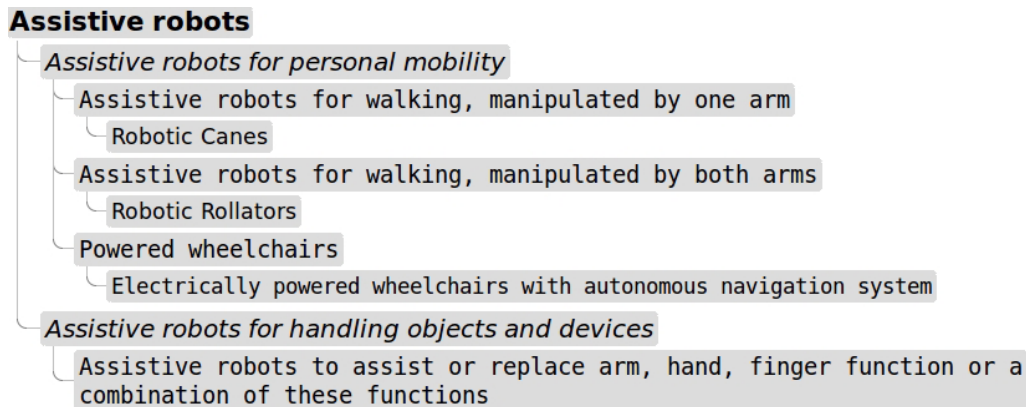 Assistive robots
Assistive robots for personal mobility
Assistive robots for walking, manipulated by one arm
Robotic Canes
Assistive robots for walking, manipulated by both arms
Robotic Rollators
Powered wheelchairs
Electrically powered wheelchairs with autonomous navigation system
Assistive robots for handling objects and devices
Assistive robots to assist or replace arm, hand, finger function or a
combination of these functions